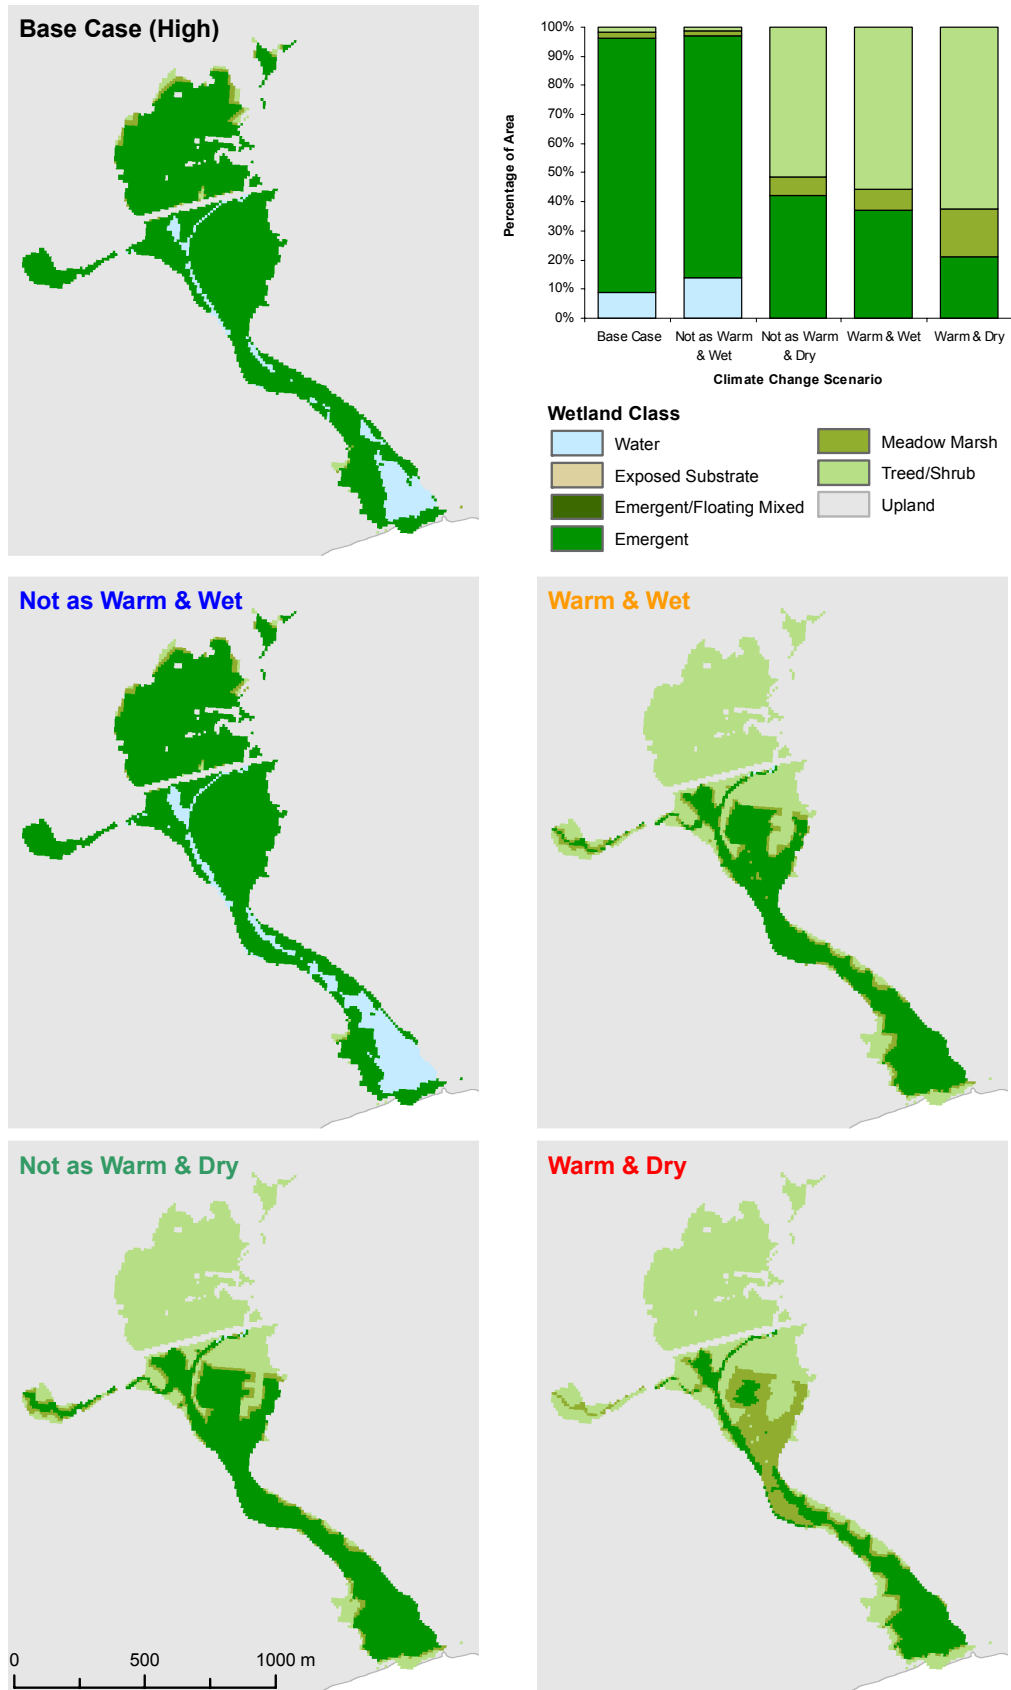 Base Case (High)
100%
90%
80%
70%
60%
50%
40%
30%
20%
10%
0%
Percentage of Area
Base Case
Not as Warm
& Wet
Not as Warm
& Dry
Warm & Wet
Warm & Dry
Climate Change Scenario
Wetland Class
Water
Exposed Substrate
Emergent/Floating Mixed
Emergent
Meadow Marsh
Treed/Shrub
Upland
Not as Warm & Wet
Warm & Wet
Not as Warm & Dry
Warm & Dry
0 500 1000 m